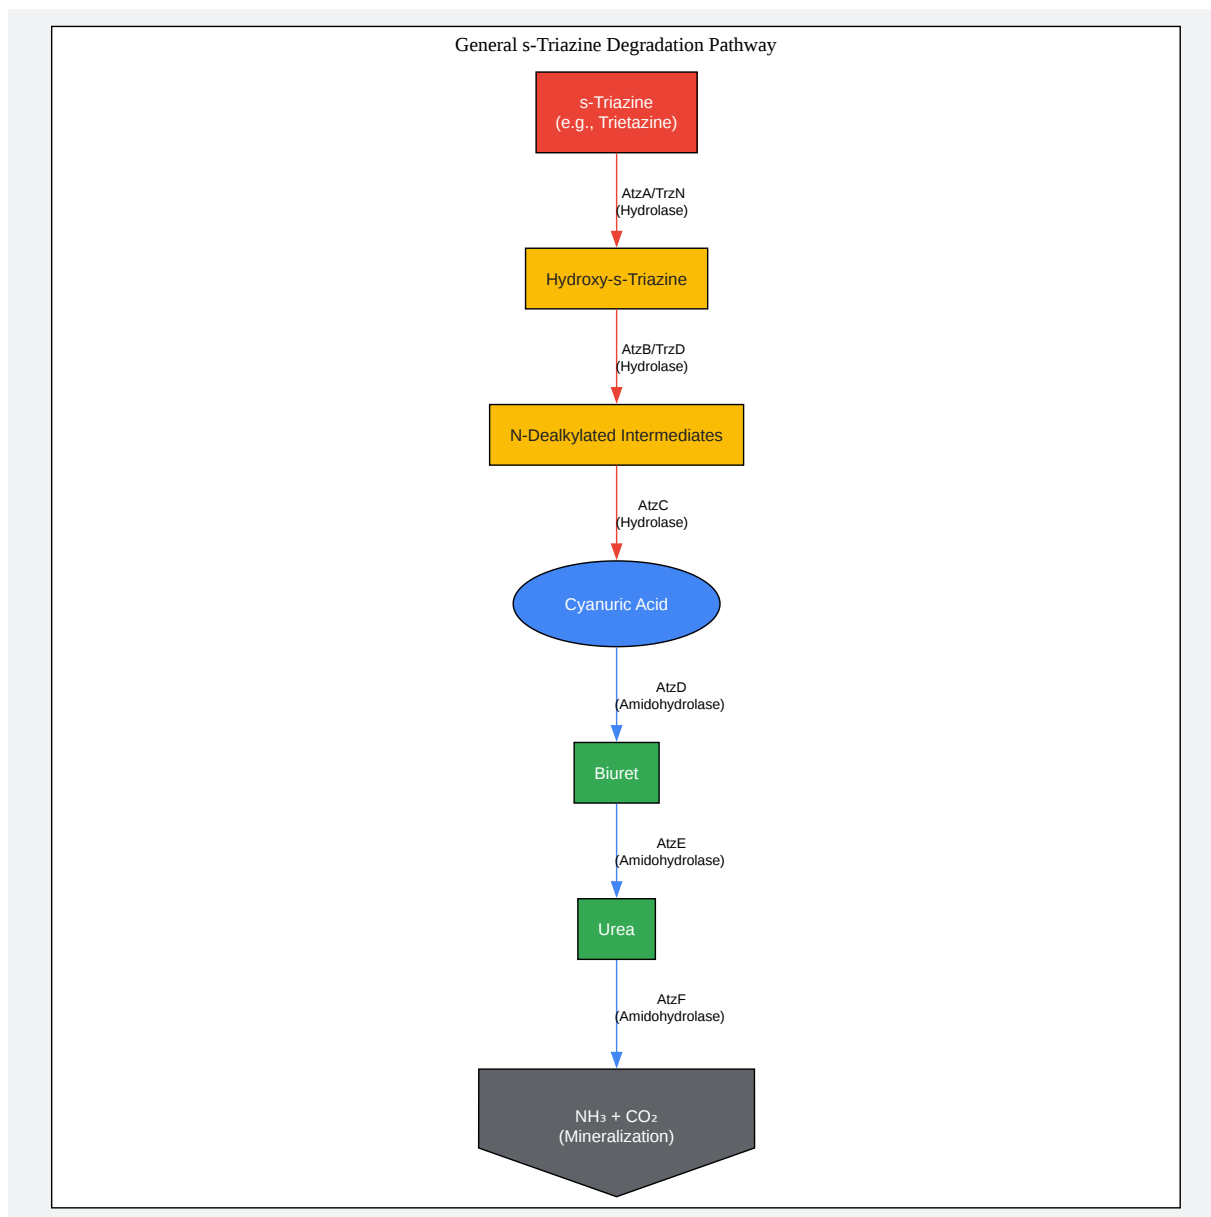 General s-Triazine Degradation Pathway
s-Triazine
(e.g., Trietazine)
AtzA/TrzN
(Hydrolase)
Hydroxy-s-Triazine
AtzB/TrzD
(Hydrolase)
N-Dealkylated Intermediates
AtzC
(Hydrolase)
Cyanuric Acid
AtzD
(Amidohydrolase)
Biuret
AtzE
(Amidohydrolase)
Urea
AtzF
(Amidohydrolase)
NH₃ + CO₂
(Mineralization)